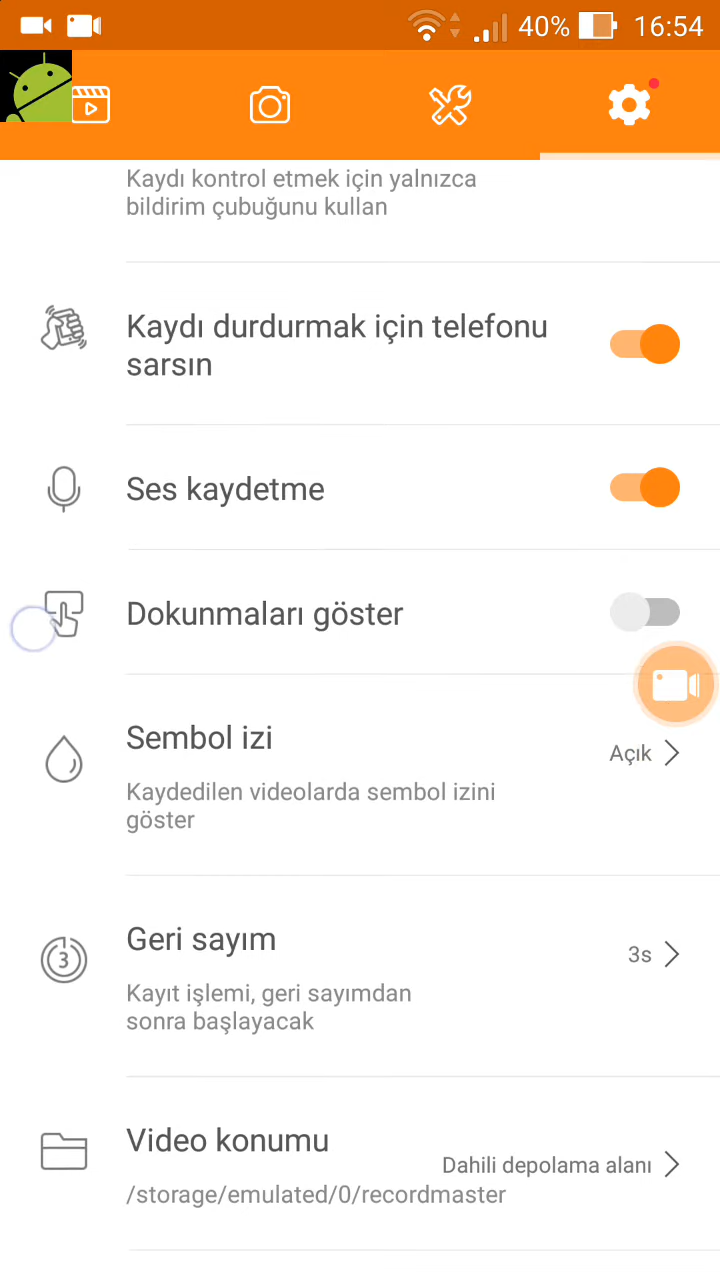 40% 16:54
Kaydı kontrol etmek için yalnızca
bildirim çubuğunu kullan
Kaydı durdurmak için telefonu
sarsın
Ses kaydetme
Dokunmaları göster
Sembol izi
Açık
Kaydedilen videolarda sembol izini
göster
Geri sayım
3
3s
Kayıt işlemi, geri sayımdan
sonra başlayacak
Video konumu
Dahili depolama alanı
/storage/emulated/0/recordmaster